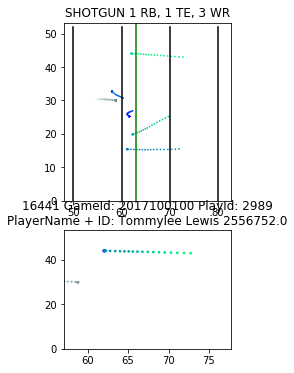 SHOTGUN 1 RB, 1 TE, 3 WR
50
40
30
20
10
0
50 60 70 80
16441 GameId: 2017100100 PlayId: 2989
PlayerName + ID: Tommylee Lewis 2556752.0
40
20
0
60 65 70 75